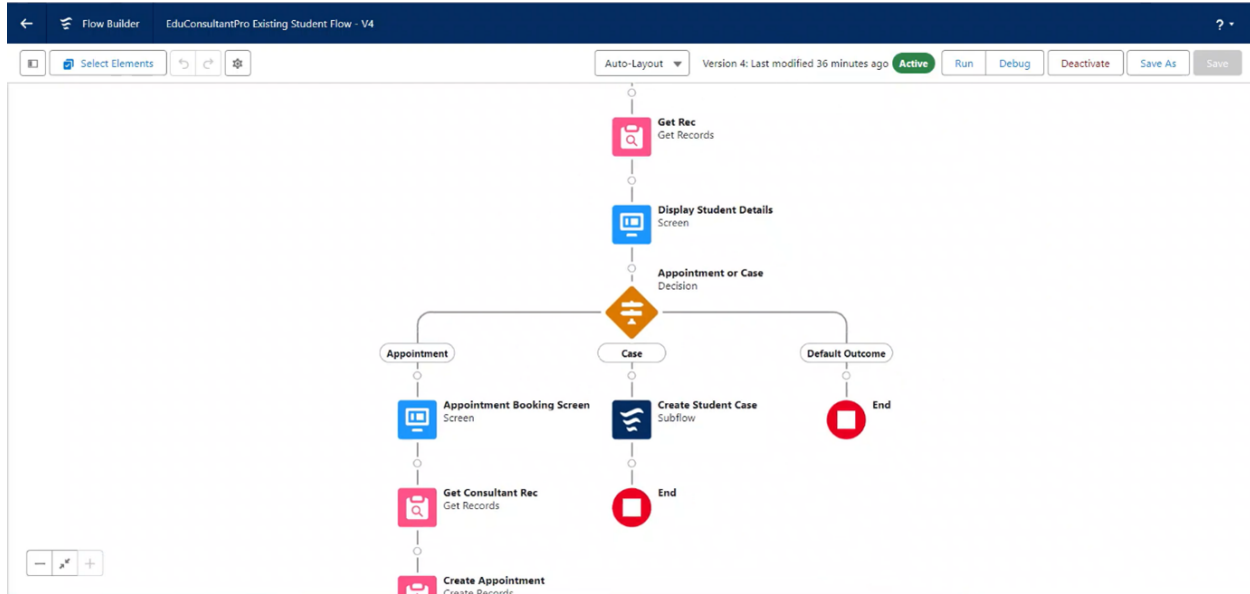 Flow Builder
EduConsultantPro Existing Student Flow - V4
?
Select Elements
Auto-Layout
Version 4: Last modified 36 minutes ago
Active
Run
Debug
Deactivate
Save As
Save
Get Rec
Get Records
Display Student Details
Screen
Appointment or Case
Decision
Appointment
Case
Default Outcome
Appointment Booking Screen
Screen
Create Student Case
Subflow
End
Get Consultant Rec
Get Records
End
Create Appointment
Create Records